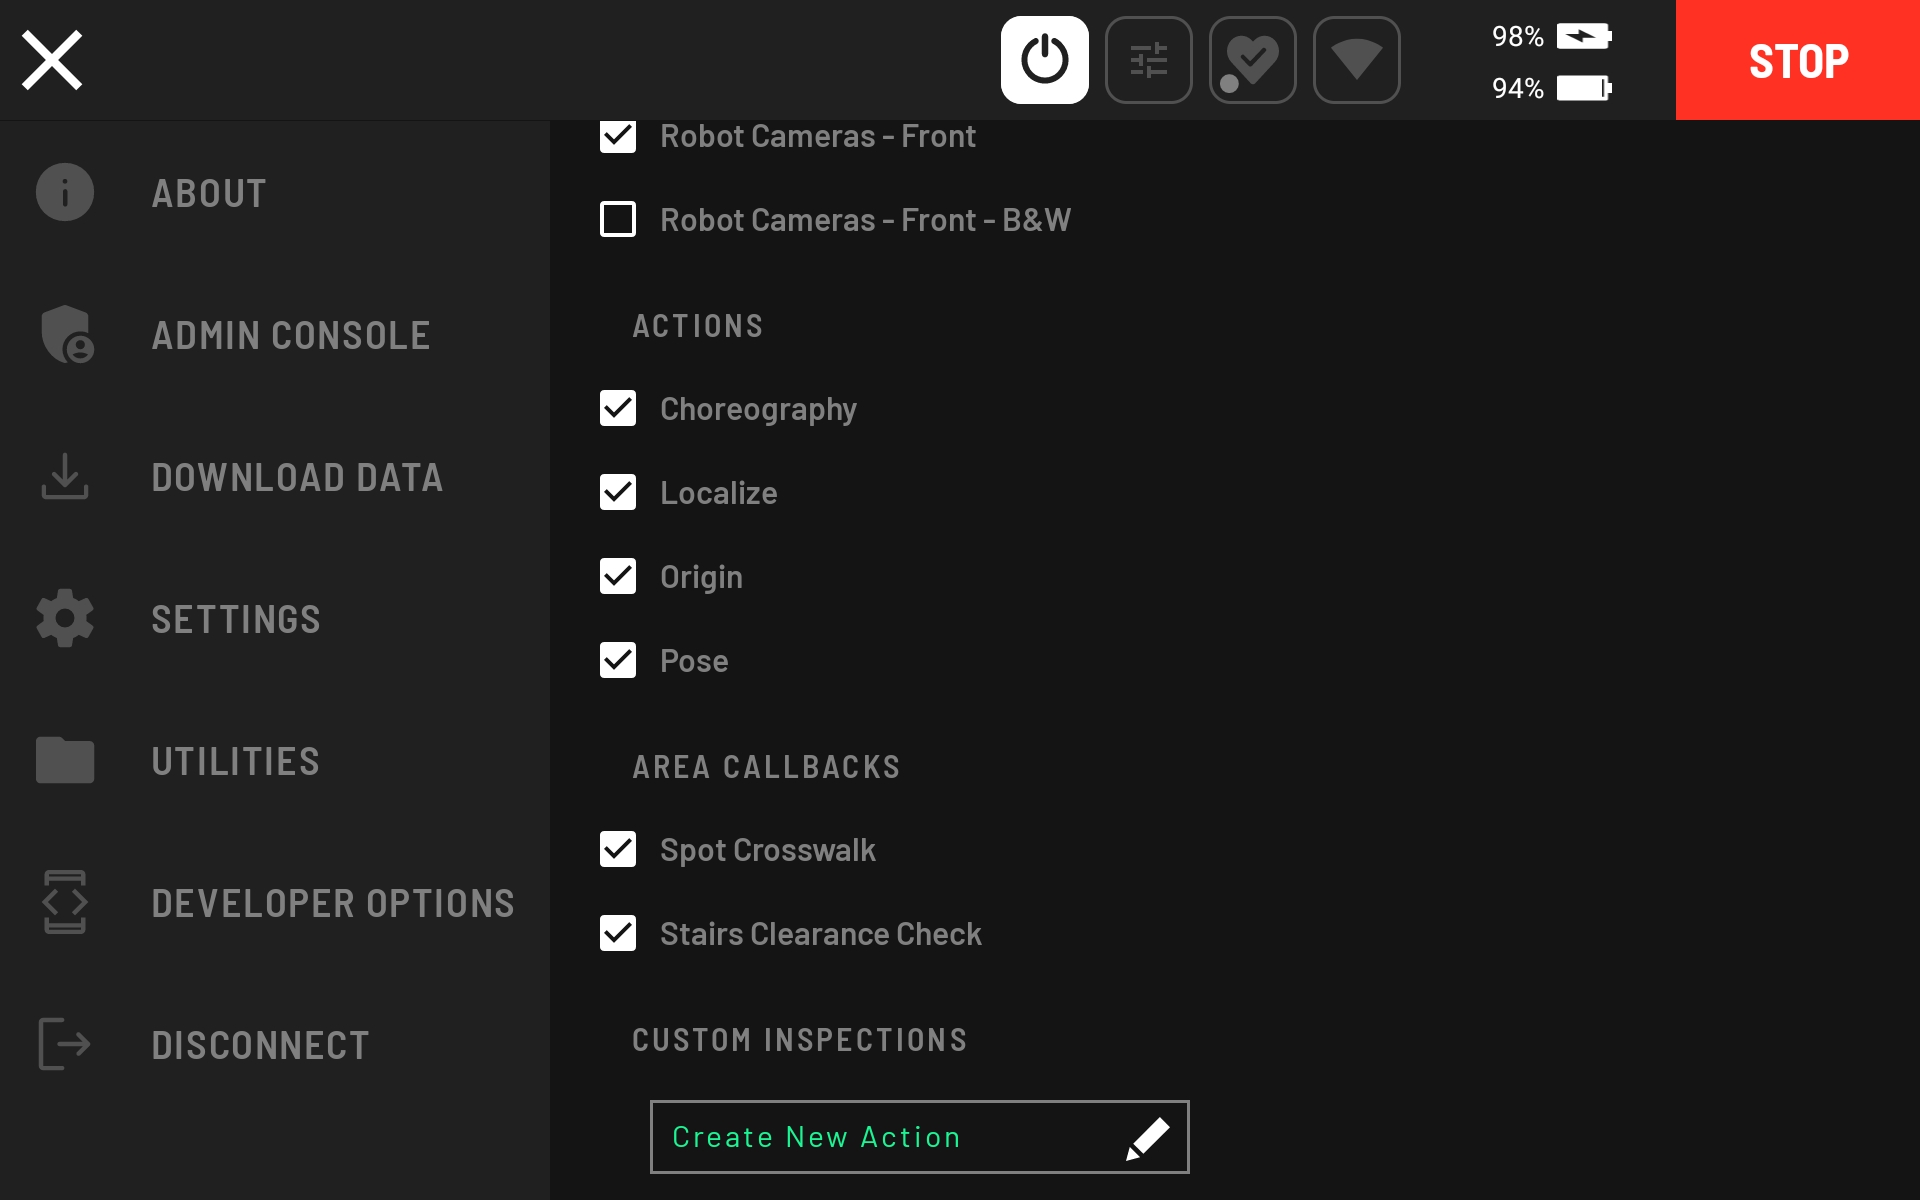 98%
94%
STOP
ABOUT
ADMIN CONSOLE
DOWNLOAD DATA
SETTINGS
UTILITIES
DEVELOPER OPTIONS
DISCONNECT
Robot Cameras - Front
Robot Cameras - Front - B&W
ACTIONS
Choreography
Localize
Origin
Pose
AREA CALLBACKS
Spot Crosswalk
Stairs Clearance Check
CUSTOM INSPECTIONS
Create New Action